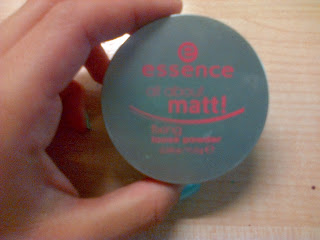 essence
all about
matt!
fixing
loose powder